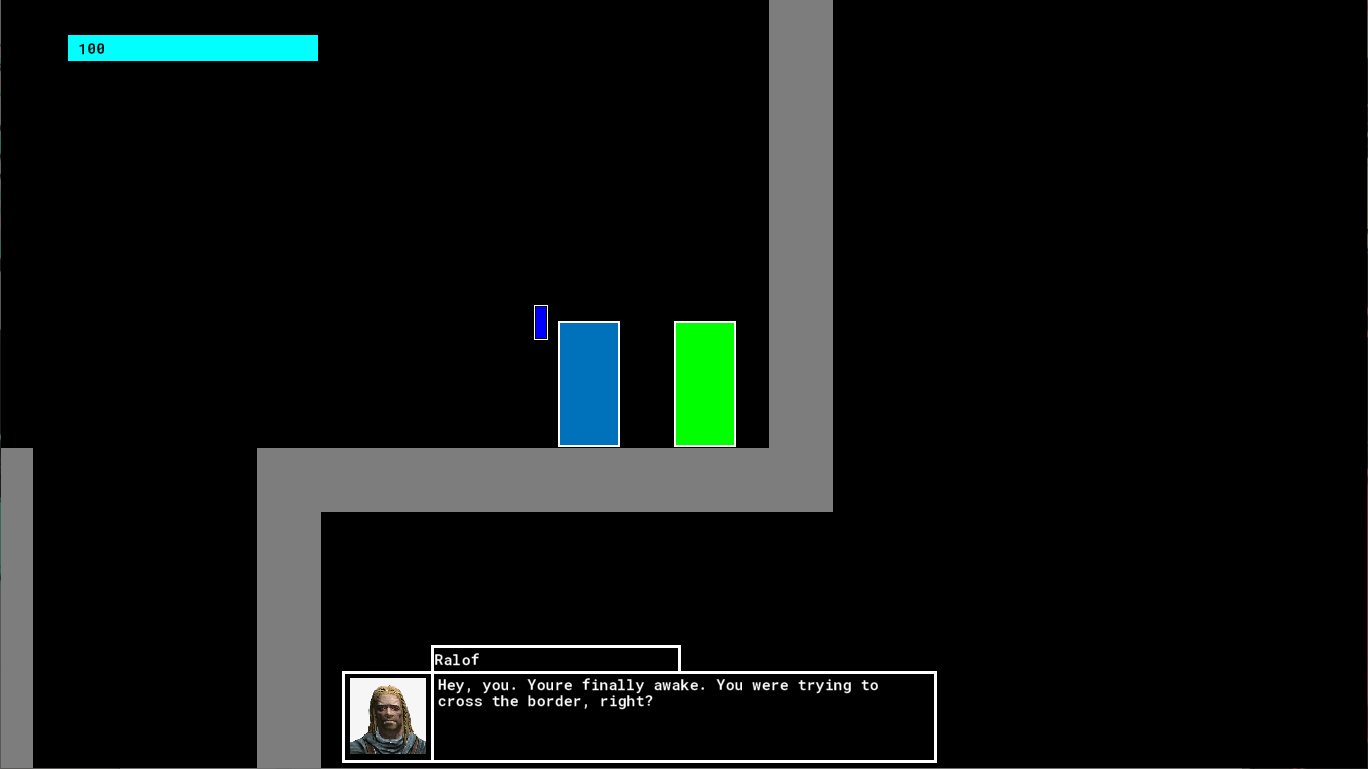 100
Ralof
Hey, you. Youre finally awake. You were trying to
cross the border, right?